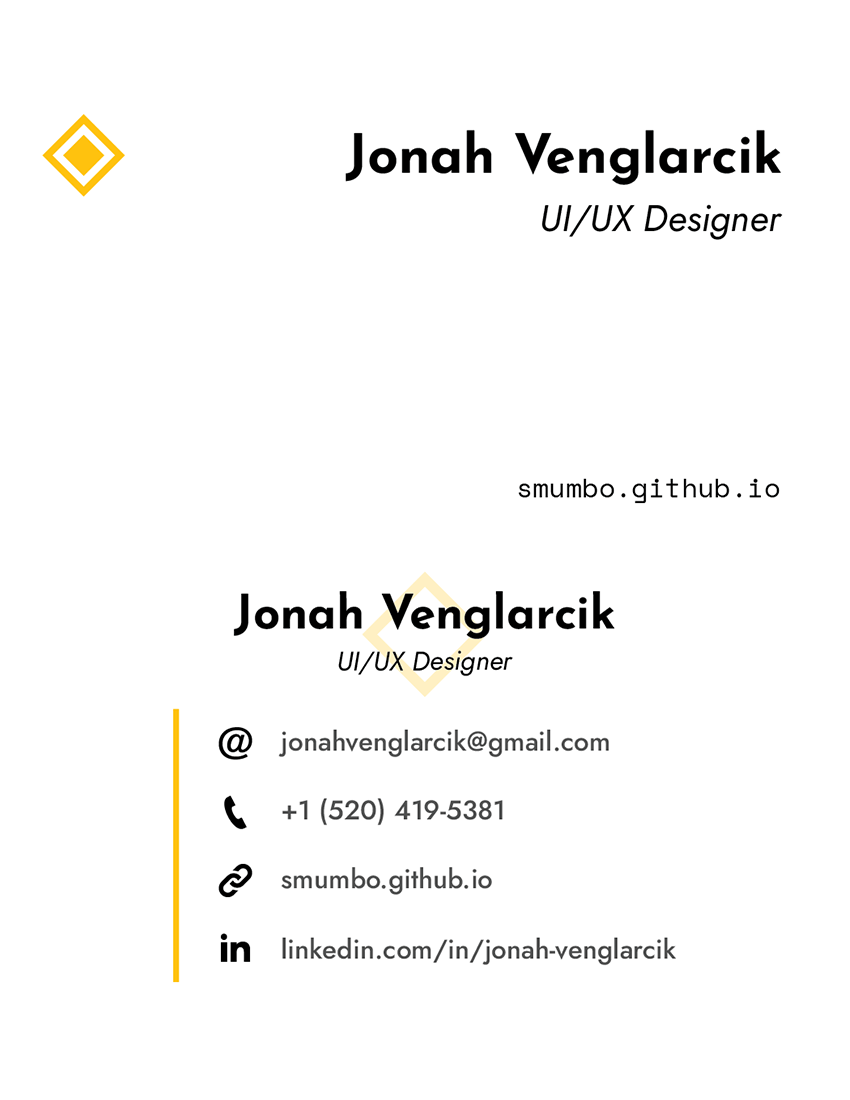 Jonah Venglarcik
UI/UX Designer
smumbo.github.io
Jonah Venglarcik
UI/UX Designer
jonahvenglarcik@gmail.com
+1 (520) 419-5381
smumbo.github.io
linkedin.com/in/jonah-venglarcik